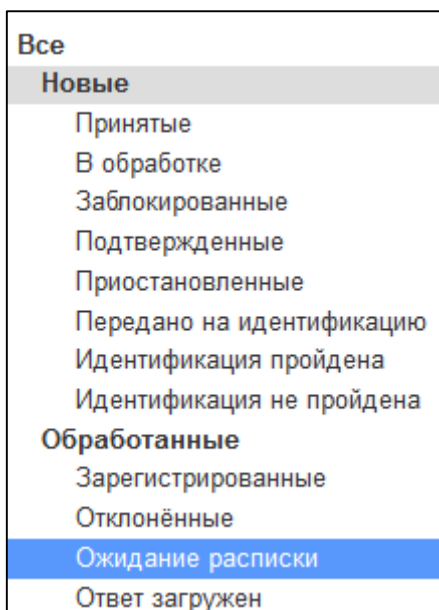 Все
Новые
Принятые
В обработке
Заблокированные
Подтвержденные
Приостановленные
Передано на идентификацию
Идентификация пройдена
Идентификация не пройдена
Обработанные
Зарегистрированные
Отклонённые
Ожидание расписки
Ответ загружен